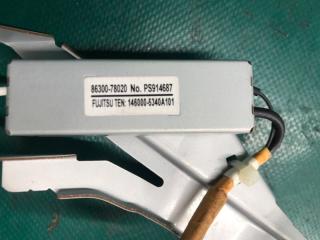 86300-78020 No. PS914687
FUJITSU TEN: 146000-5340A101